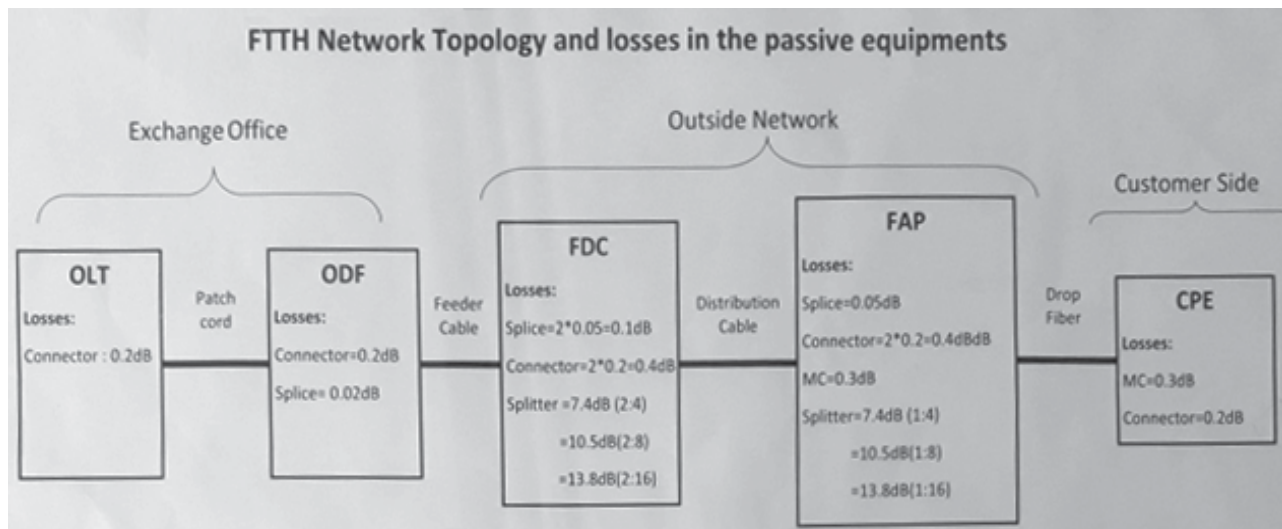 FTTH Network Topology and losses in the passive equipments
Exchange Office
Outside Network
Customer Side
OLT
Losses:
Connector : 0.2dB
Patch
cord
ODF
Losses:
Connector=0.2dB
Splice= 0.02dB
Feeder
Cable
FDC
Losses:
Splice=2*0.05=0.1dB
Connector=2*0.2=0.4dB
Splitter =7.4dB (2:4)
=10.5dB(2:8)
=13.8dB(2:16)
Distribution
Cable
FAP
Losses:
Splice=0.05dB
Connector=2*0.2=0.4dBdB
MC=0.3dB
Splitter=7.4dB (1:4)
=10.5dB(1:8)
=13.8dB(1:16)
Drop
Fiber
CPE
Losses:
MC=0.3dB
Connector=0.2dB